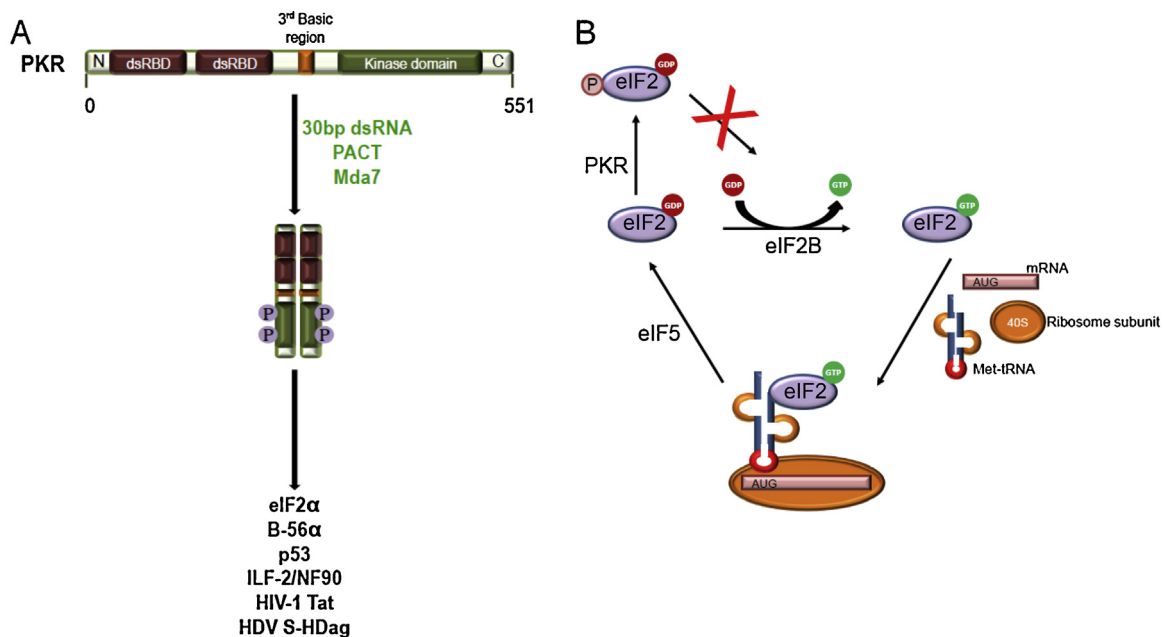 A
3rd Basic
region
PKR
N
dsRBD
dsRBD
Kinase domain
C
0
551
30bp dsRNA
PACT
Mda7
P
P
P
P
eIF2α
B-56α
p53
ILF-2/NF90
HIV-1 Tat
HDV S-HDag
B
GDP
P
eIF2
PKR
GDP
eIF2
GDP
GTP
eIF2B
GTP
eIF2
mRNA
AUG
40S
Ribosome subunit
Met-tRNA
eIF5
GTP
eIF2
AUG